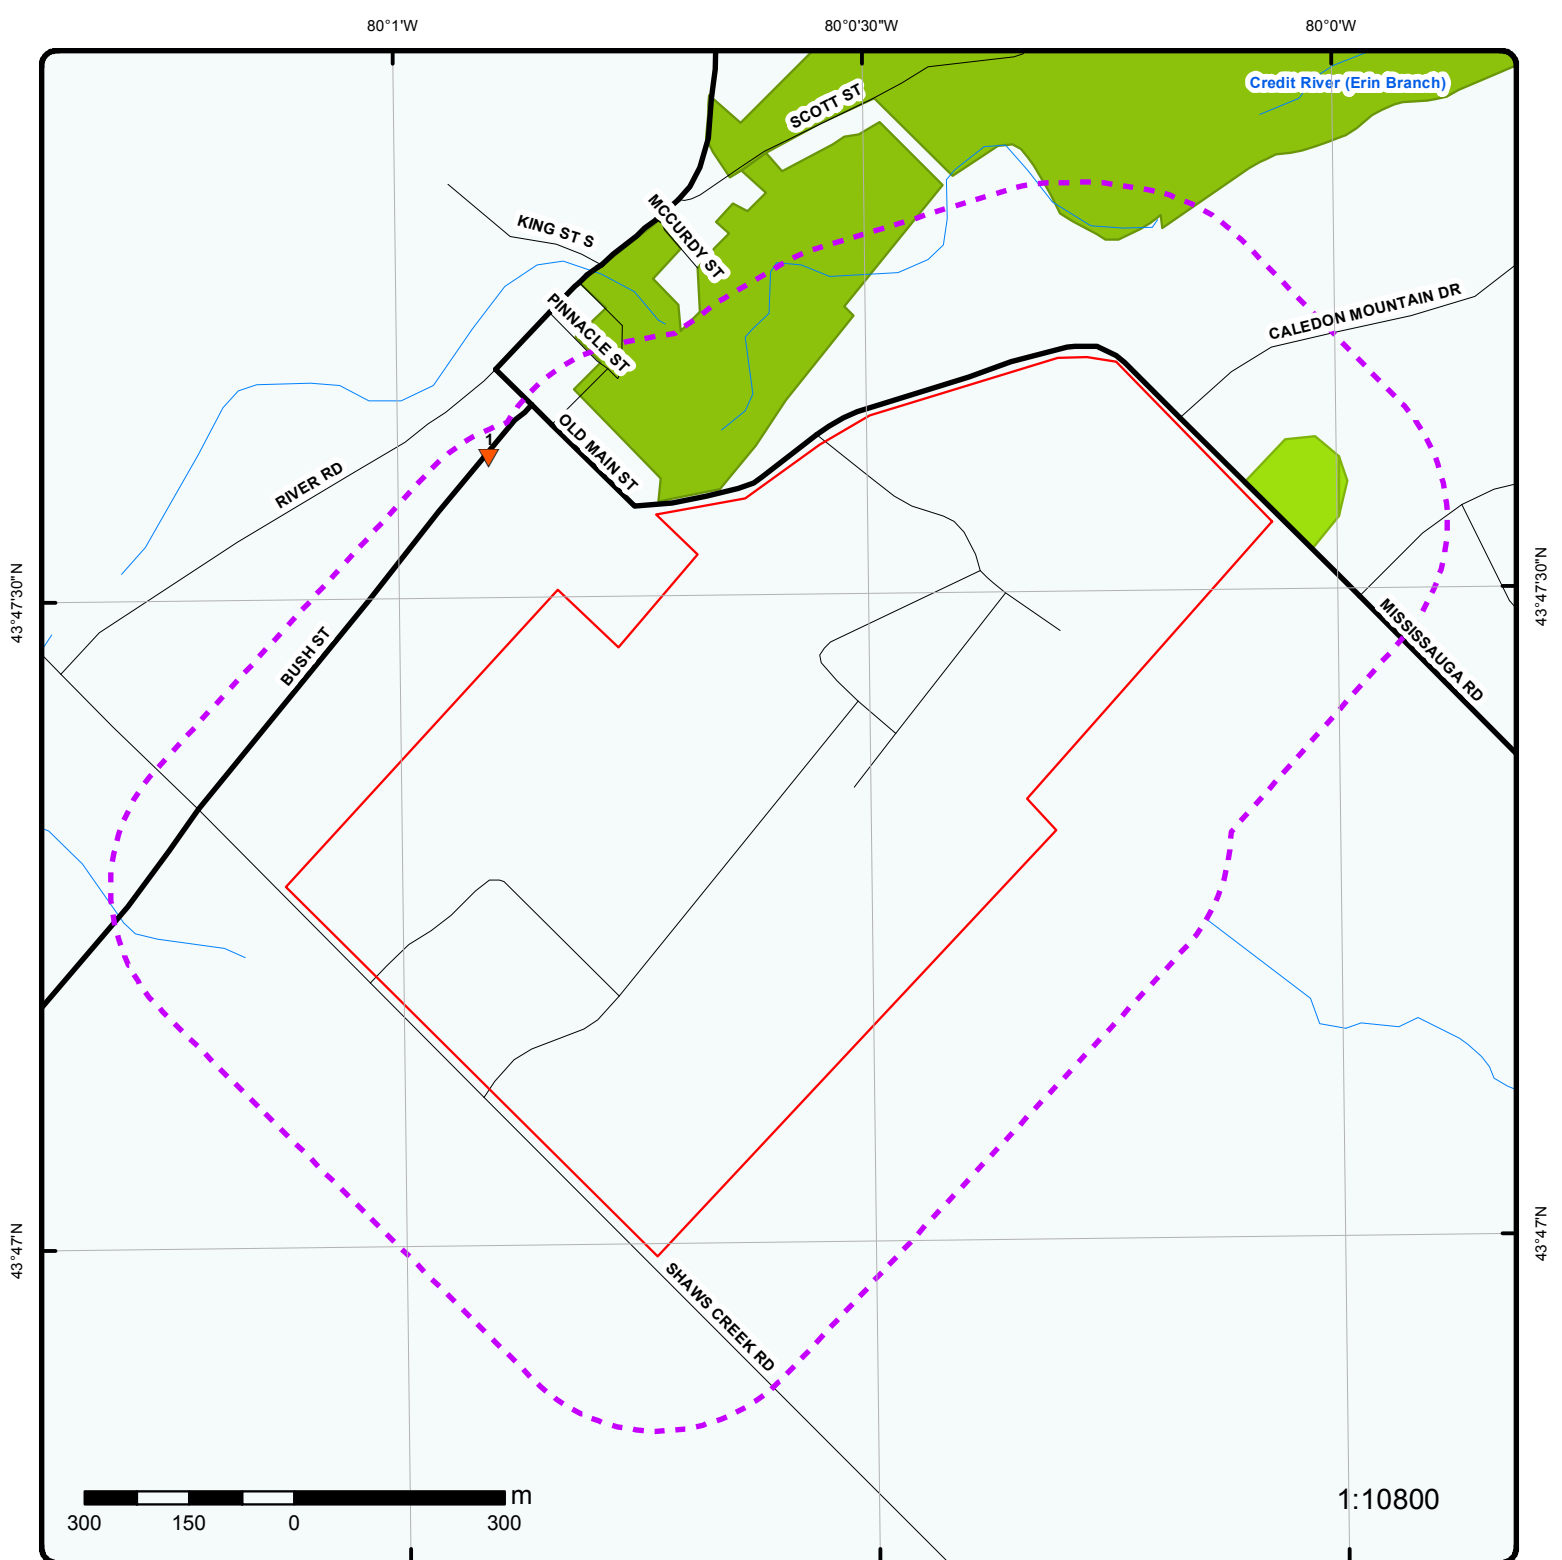 80°1'W
80°0'30"W
80°0'W
Credit River (Erin Branch)
SCOTT ST
MCCURDY ST
KING ST S
PINNACLE ST
CALEDON MOUNTAIN DR
1
OLD MAIN ST
RIVER RD
43°47'30"N
43°47'30"N
BUSH ST
MISSISSAUGA RD
43°47'N
43°47'N
SHAWS CREEK RD
m
300 150 0 300
1:10800